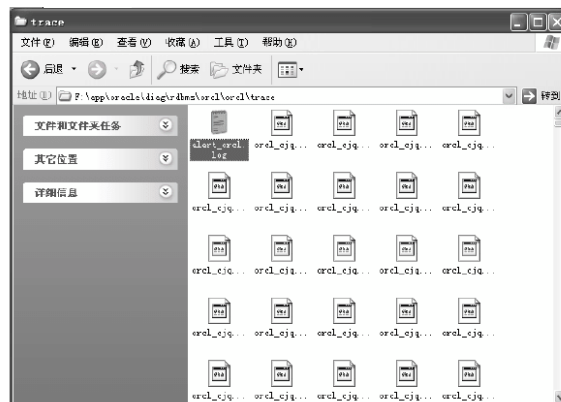 trace
文件(F) 编辑(E) 查看(V) 收藏(A) 工具(T) 帮助(H)
后退 搜索 文件夹
地址(D) F:\app\oracle\diag\rdbms\orcl\orcl\trace 转到
文件和文件夹任务
其它位置
详细信息
alert_orcl.log orcl_cjq... orcl_cjq... orcl_cjq... orcl_cjq...
orcl_cjq... orcl_cjq... orcl_cjq... orcl_cjq... orcl_cjq...
orcl_cjq... orcl_cjq... orcl_cjq... orcl_cjq... orcl_cjq...
orcl_cjq... orcl_cjq... orcl_cjq... orcl_cjq... orcl_cjq...
orcl_cjq... orcl_cjq... orcl_cjq... orcl_cjq... orcl_cjq...